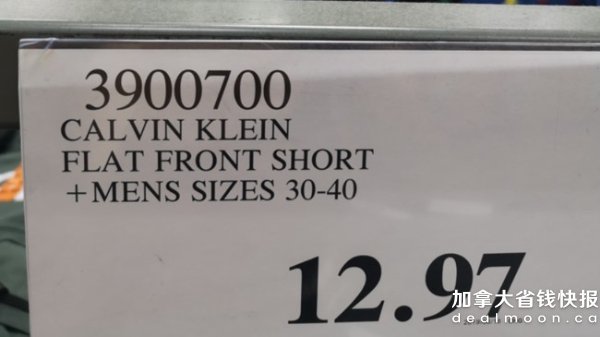 3900700
CALVIN KLEIN
FLAT FRONT SHORT
+MENS SIZES 30-40
12.97
加拿大省钱快报
dealmoon.ca